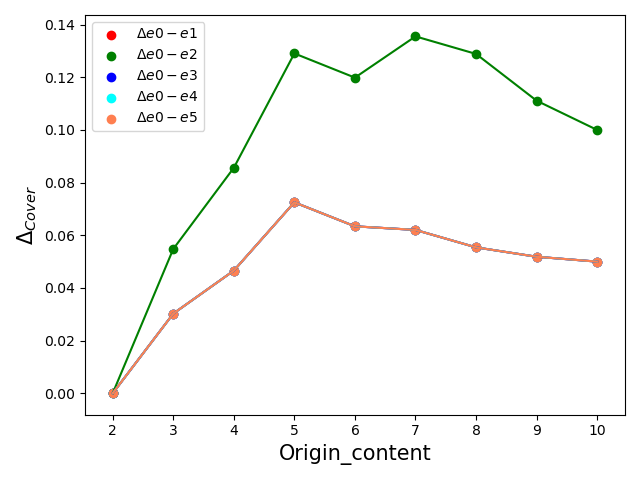 0.14
0.12
0.10
0.08
0.06
0.04
0.02
0.00
Δ_Cover
Δe0 − e1
Δe0 − e2
Δe0 − e3
Δe0 − e4
Δe0 − e5
2 3 4 5 6 7 8 9 10
Origin_content